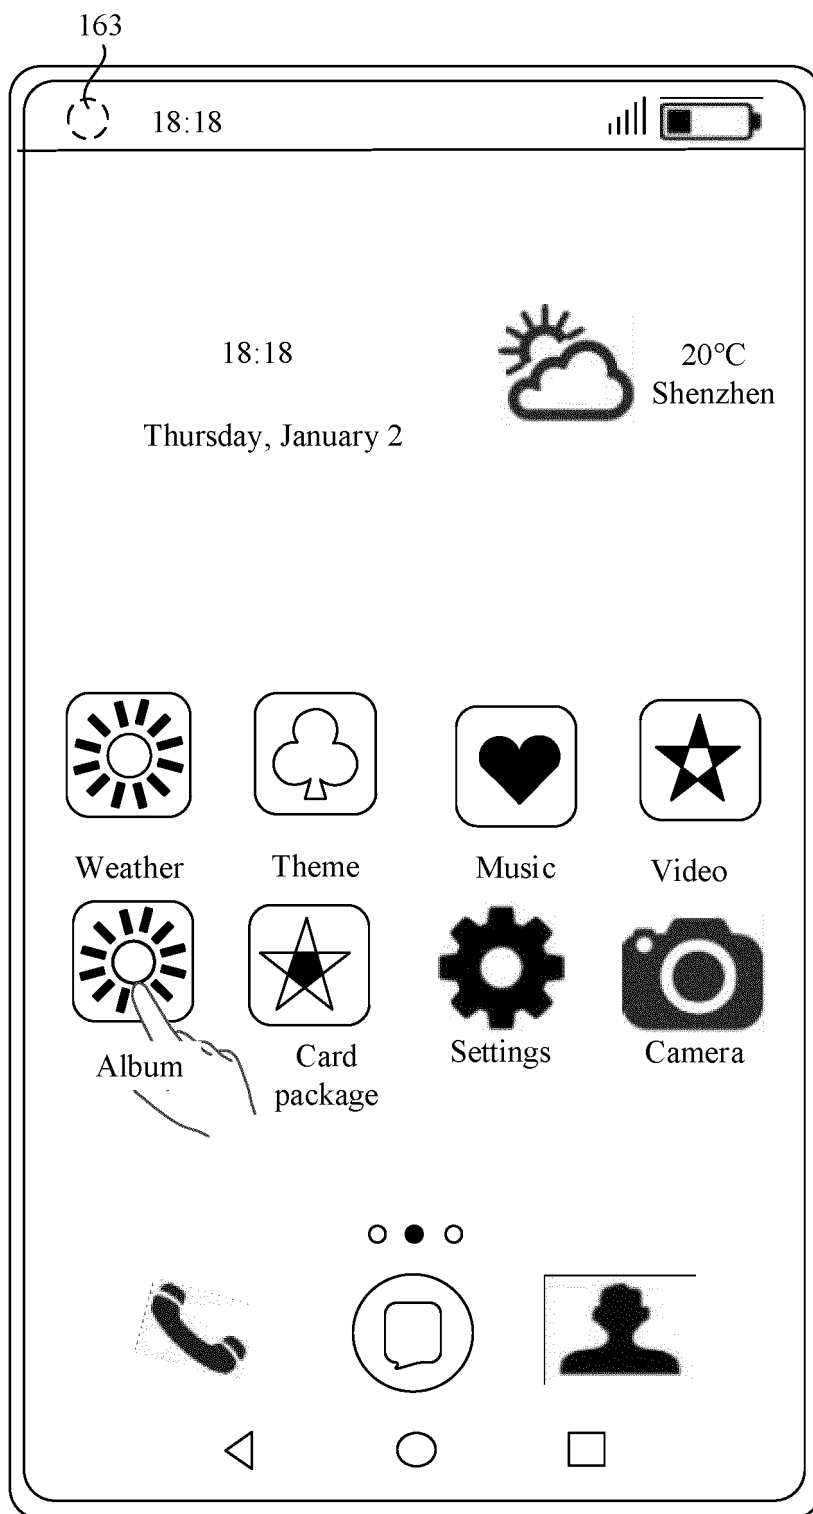 163
18:18
18:18
20°C
Shenzhen
Thursday, January 2
Weather
Theme
Music
Video
Album
Card
package
Settings
Camera